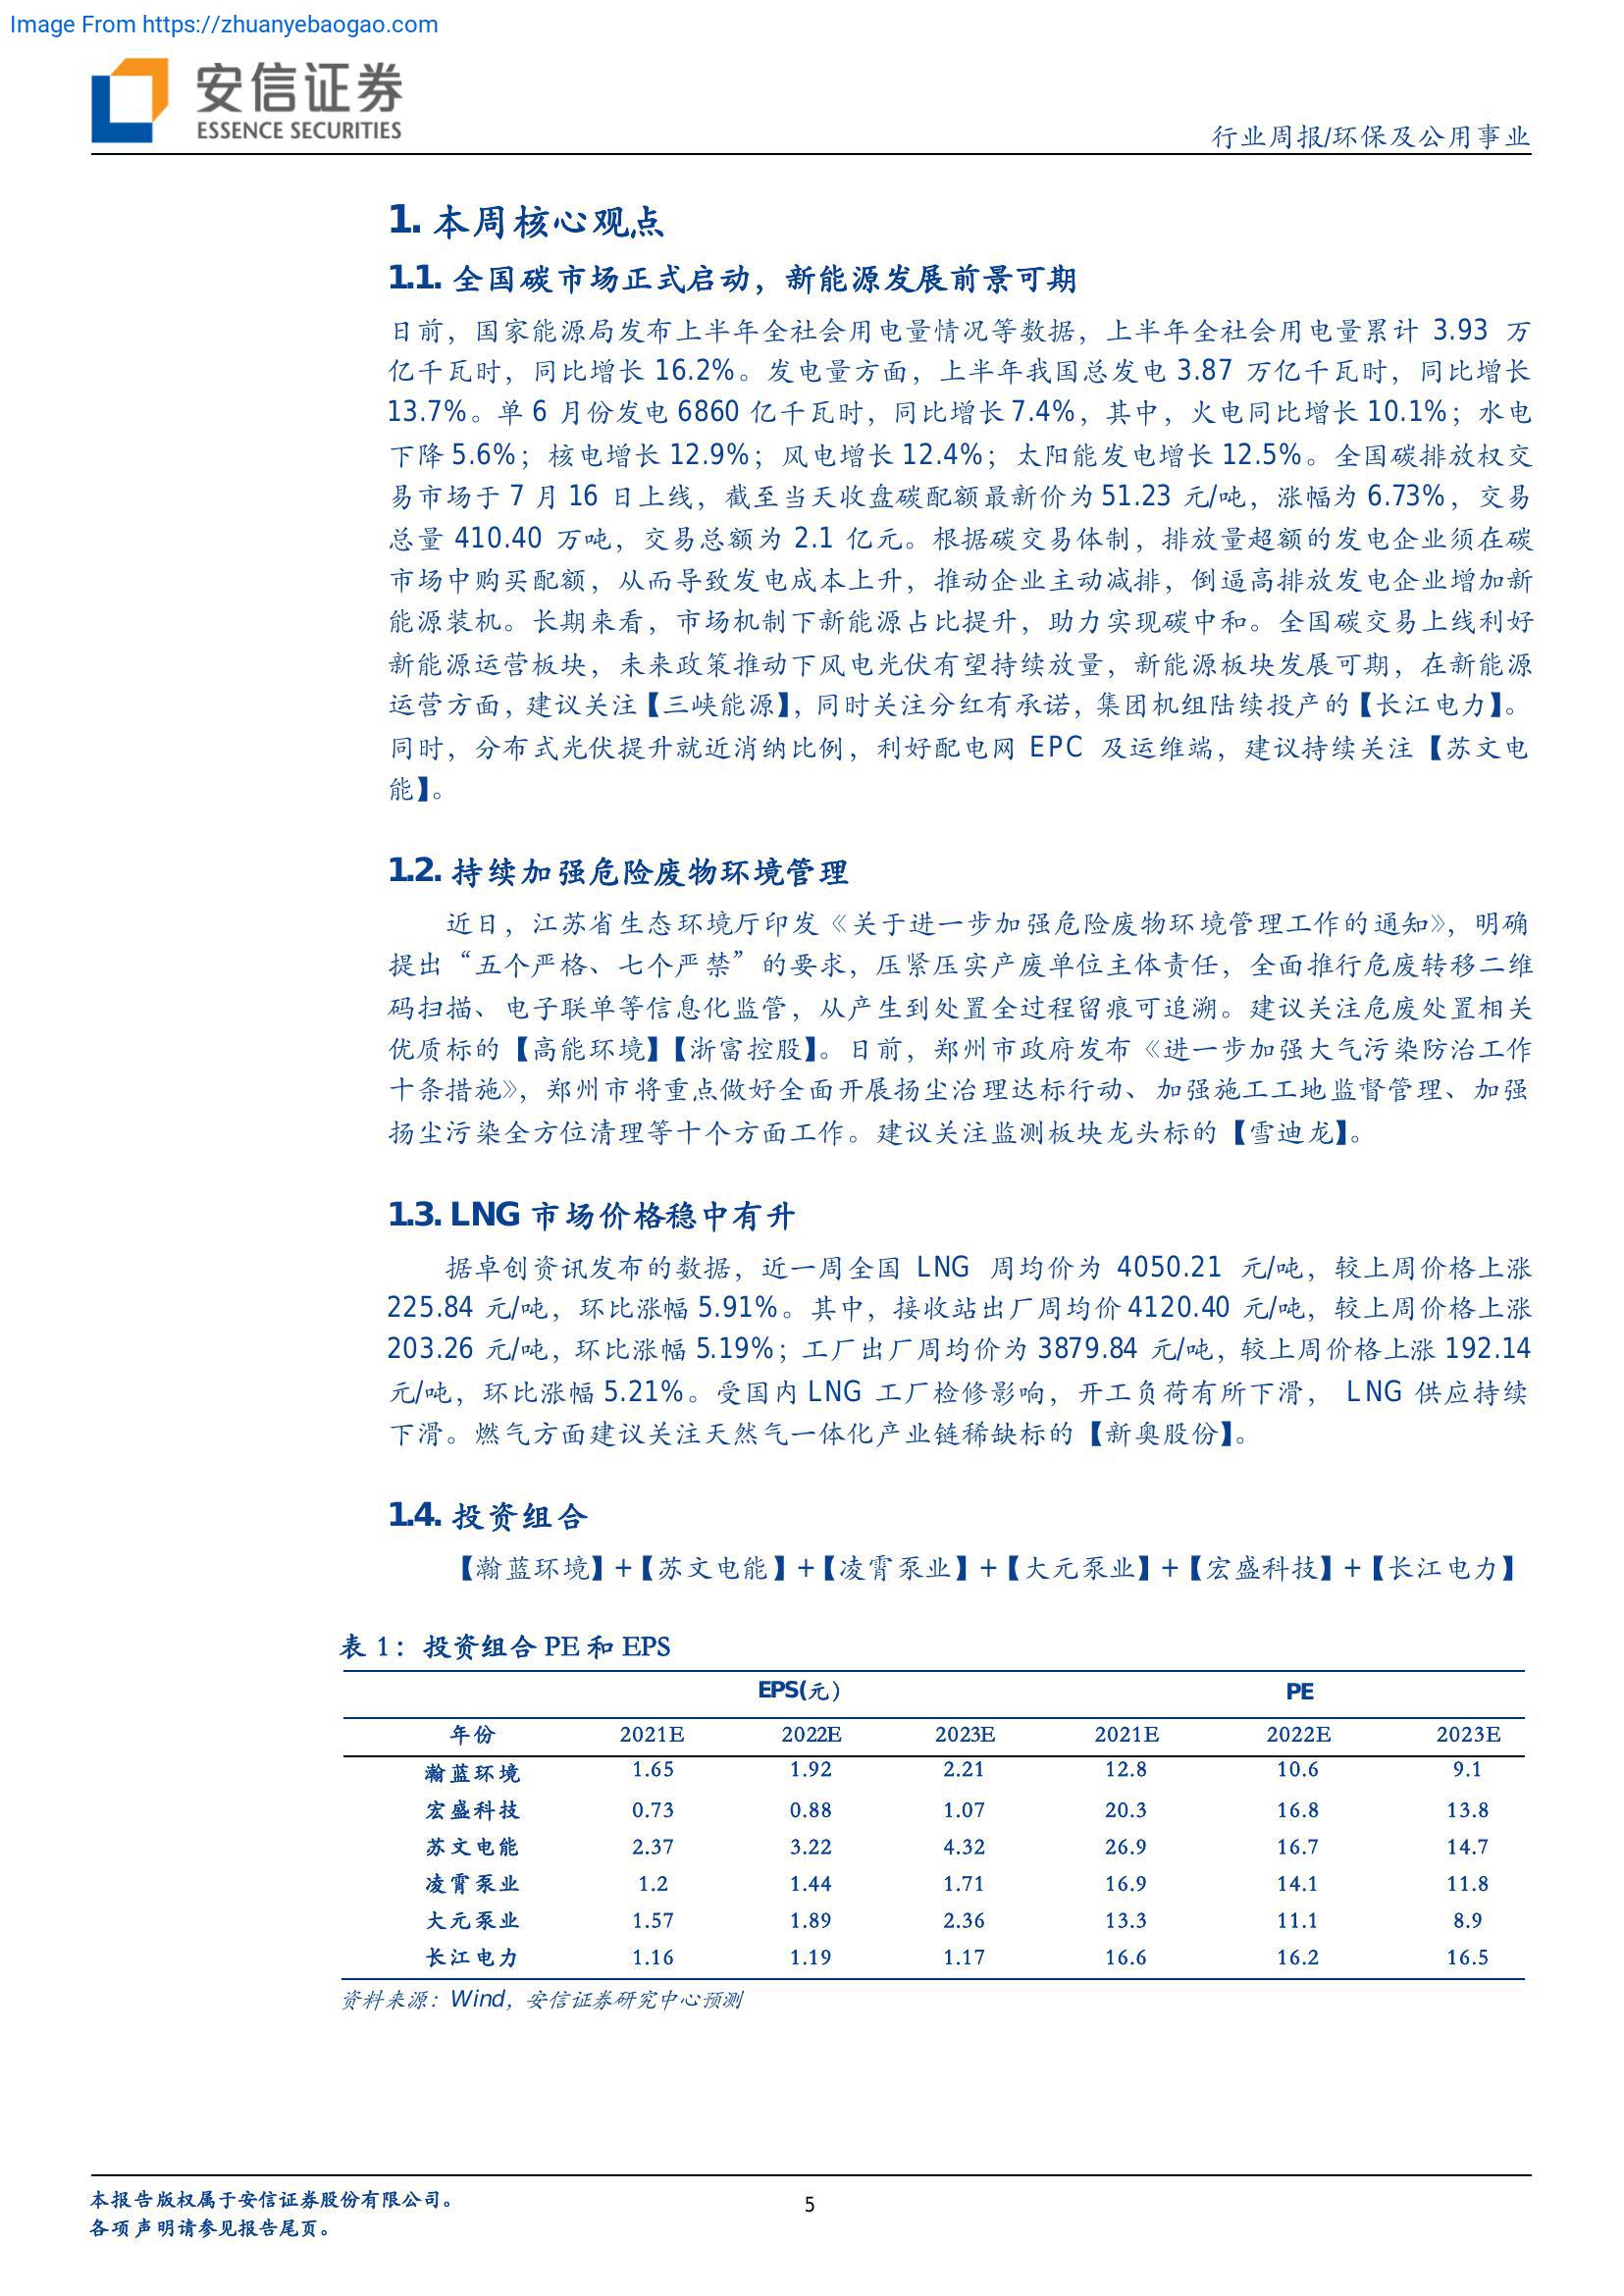 Image From https://zhuanyebaogao.com
安信证券
ESSENCE SECURITIES
行业周报/环保及公用事业
1. 本周核心观点
1.1. 全国碳市场正式启动，新能源发展前景可期
日前，国家能源局发布上半年全社会用电量情况等数据，上半年全社会用电量累计 3.93 万
亿千瓦时，同比增长 16.2%。发电量方面，上半年我国总发电 3.87 万亿千瓦时，同比增长
13.7%。单 6 月份发电 6860 亿千瓦时，同比增长 7.4%，其中，火电同比增长 10.1%；水电
下降 5.6%；核电增长 12.9%；风电增长 12.4%；太阳能发电增长 12.5%。全国碳排放权交
易市场于 7 月 16 日上线，截至当天收盘碳配额最新价为 51.23 元/吨，涨幅为 6.73%，交易
总量 410.40 万吨，交易总额为 2.1 亿元。根据碳交易体制，排放量超额的发电企业须在碳
市场中购买配额，从而导致发电成本上升，推动企业主动减排，倒逼高排放发电企业增加新
能源装机。长期来看，市场机制下新能源占比提升，助力实现碳中和。全国碳交易上线利好
新能源运营板块，未来政策推动下风电光伏有望持续放量，新能源板块发展可期，在新能源
运营方面，建议关注【三峡能源】，同时关注分红有承诺，集团机组陆续投产的【长江电力】。
同时，分布式光伏提升就近消纳比例，利好配电网 EPC 及运维端，建议持续关注【苏文电
能】。
1.2. 持续加强危险废物环境管理
近日，江苏省生态环境厅印发《关于进一步加强危险废物环境管理工作的通知》，明确
提出“五个严格、七个严禁”的要求，压紧压实产废单位主体责任，全面推行危废转移二维
码扫描、电子联单等信息化监管，从产生到处置全过程留痕可追溯。建议关注危废处置相关
优质标的【高能环境】【浙富控股】。日前，郑州市政府发布《进一步加强大气污染防治工作
十条措施》，郑州市将重点做好全面开展扬尘治理达标行动、加强施工工地监督管理、加强
扬尘污染全方位清理等十个方面工作。建议关注监测板块龙头标的【雪迪龙】。
1.3. LNG 市场价格稳中有升
据卓创资讯发布的数据，近一周全国 LNG 周均价为 4050.21 元/吨，较上周价格上涨
225.84 元/吨，环比涨幅 5.91%。其中，接收站出厂周均价 4120.40 元/吨，较上周价格上涨
203.26 元/吨，环比涨幅 5.19%；工厂出厂周均价为 3879.84 元/吨，较上周价格上涨 192.14
元/吨，环比涨幅 5.21%。受国内 LNG 工厂检修影响，开工负荷有所下滑， LNG 供应持续
下滑。燃气方面建议关注天然气一体化产业链稀缺标的【新奥股份】。
1.4. 投资组合
【瀚蓝环境】+【苏文电能】+【凌霄泵业】+【大元泵业】+【宏盛科技】+【长江电力】
表 1：投资组合 PE 和 EPS
EPS(元） PE
年份 2021E 2022E 2023E 2021E 2022E 2023E
瀚蓝环境 1.65 1.92 2.21 12.8 10.6 9.1
宏盛科技 0.73 0.88 1.07 20.3 16.8 13.8
苏文电能 2.37 3.22 4.32 26.9 16.7 14.7
凌霄泵业 1.2 1.44 1.71 16.9 14.1 11.8
大元泵业 1.57 1.89 2.36 13.3 11.1 8.9
长江电力 1.16 1.19 1.17 16.6 16.2 16.5
资料来源：Wind，安信证券研究中心预测
本报告版权属于安信证券股份有限公司。
各项声明请参见报告尾页。
5